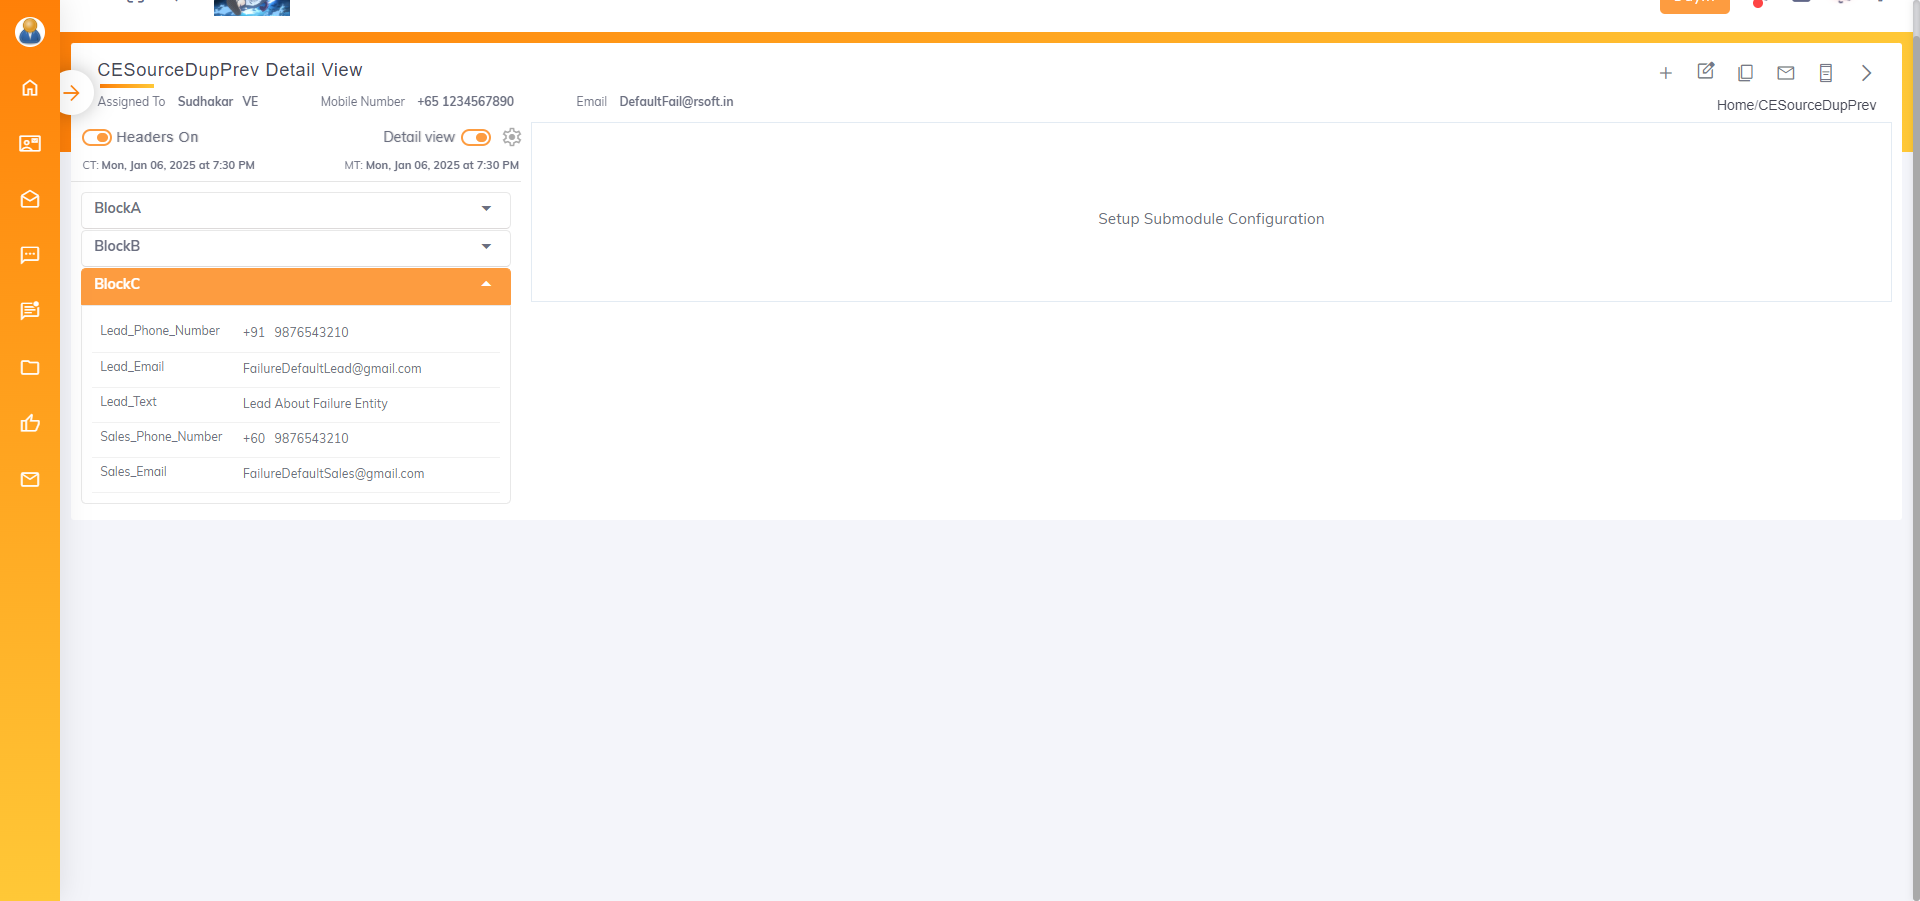 CESourceDupPrev Detail View
Assigned To Sudhakar VE Mobile Number +65 1234567890 Email DefaultFail@rsoft.in
Home/CESourceDupPrev
Headers On Detail view
CT: Mon, Jan 06, 2025 at 7:30 PM MT: Mon, Jan 06, 2025 at 7:30 PM
BlockA
BlockB
BlockC
Lead_Phone_Number +91 9876543210
Lead_Email FailureDefaultLead@gmail.com
Lead_Text Lead About Failure Entity
Sales_Phone_Number +60 9876543210
Sales_Email FailureDefaultSales@gmail.com
Setup Submodule Configuration